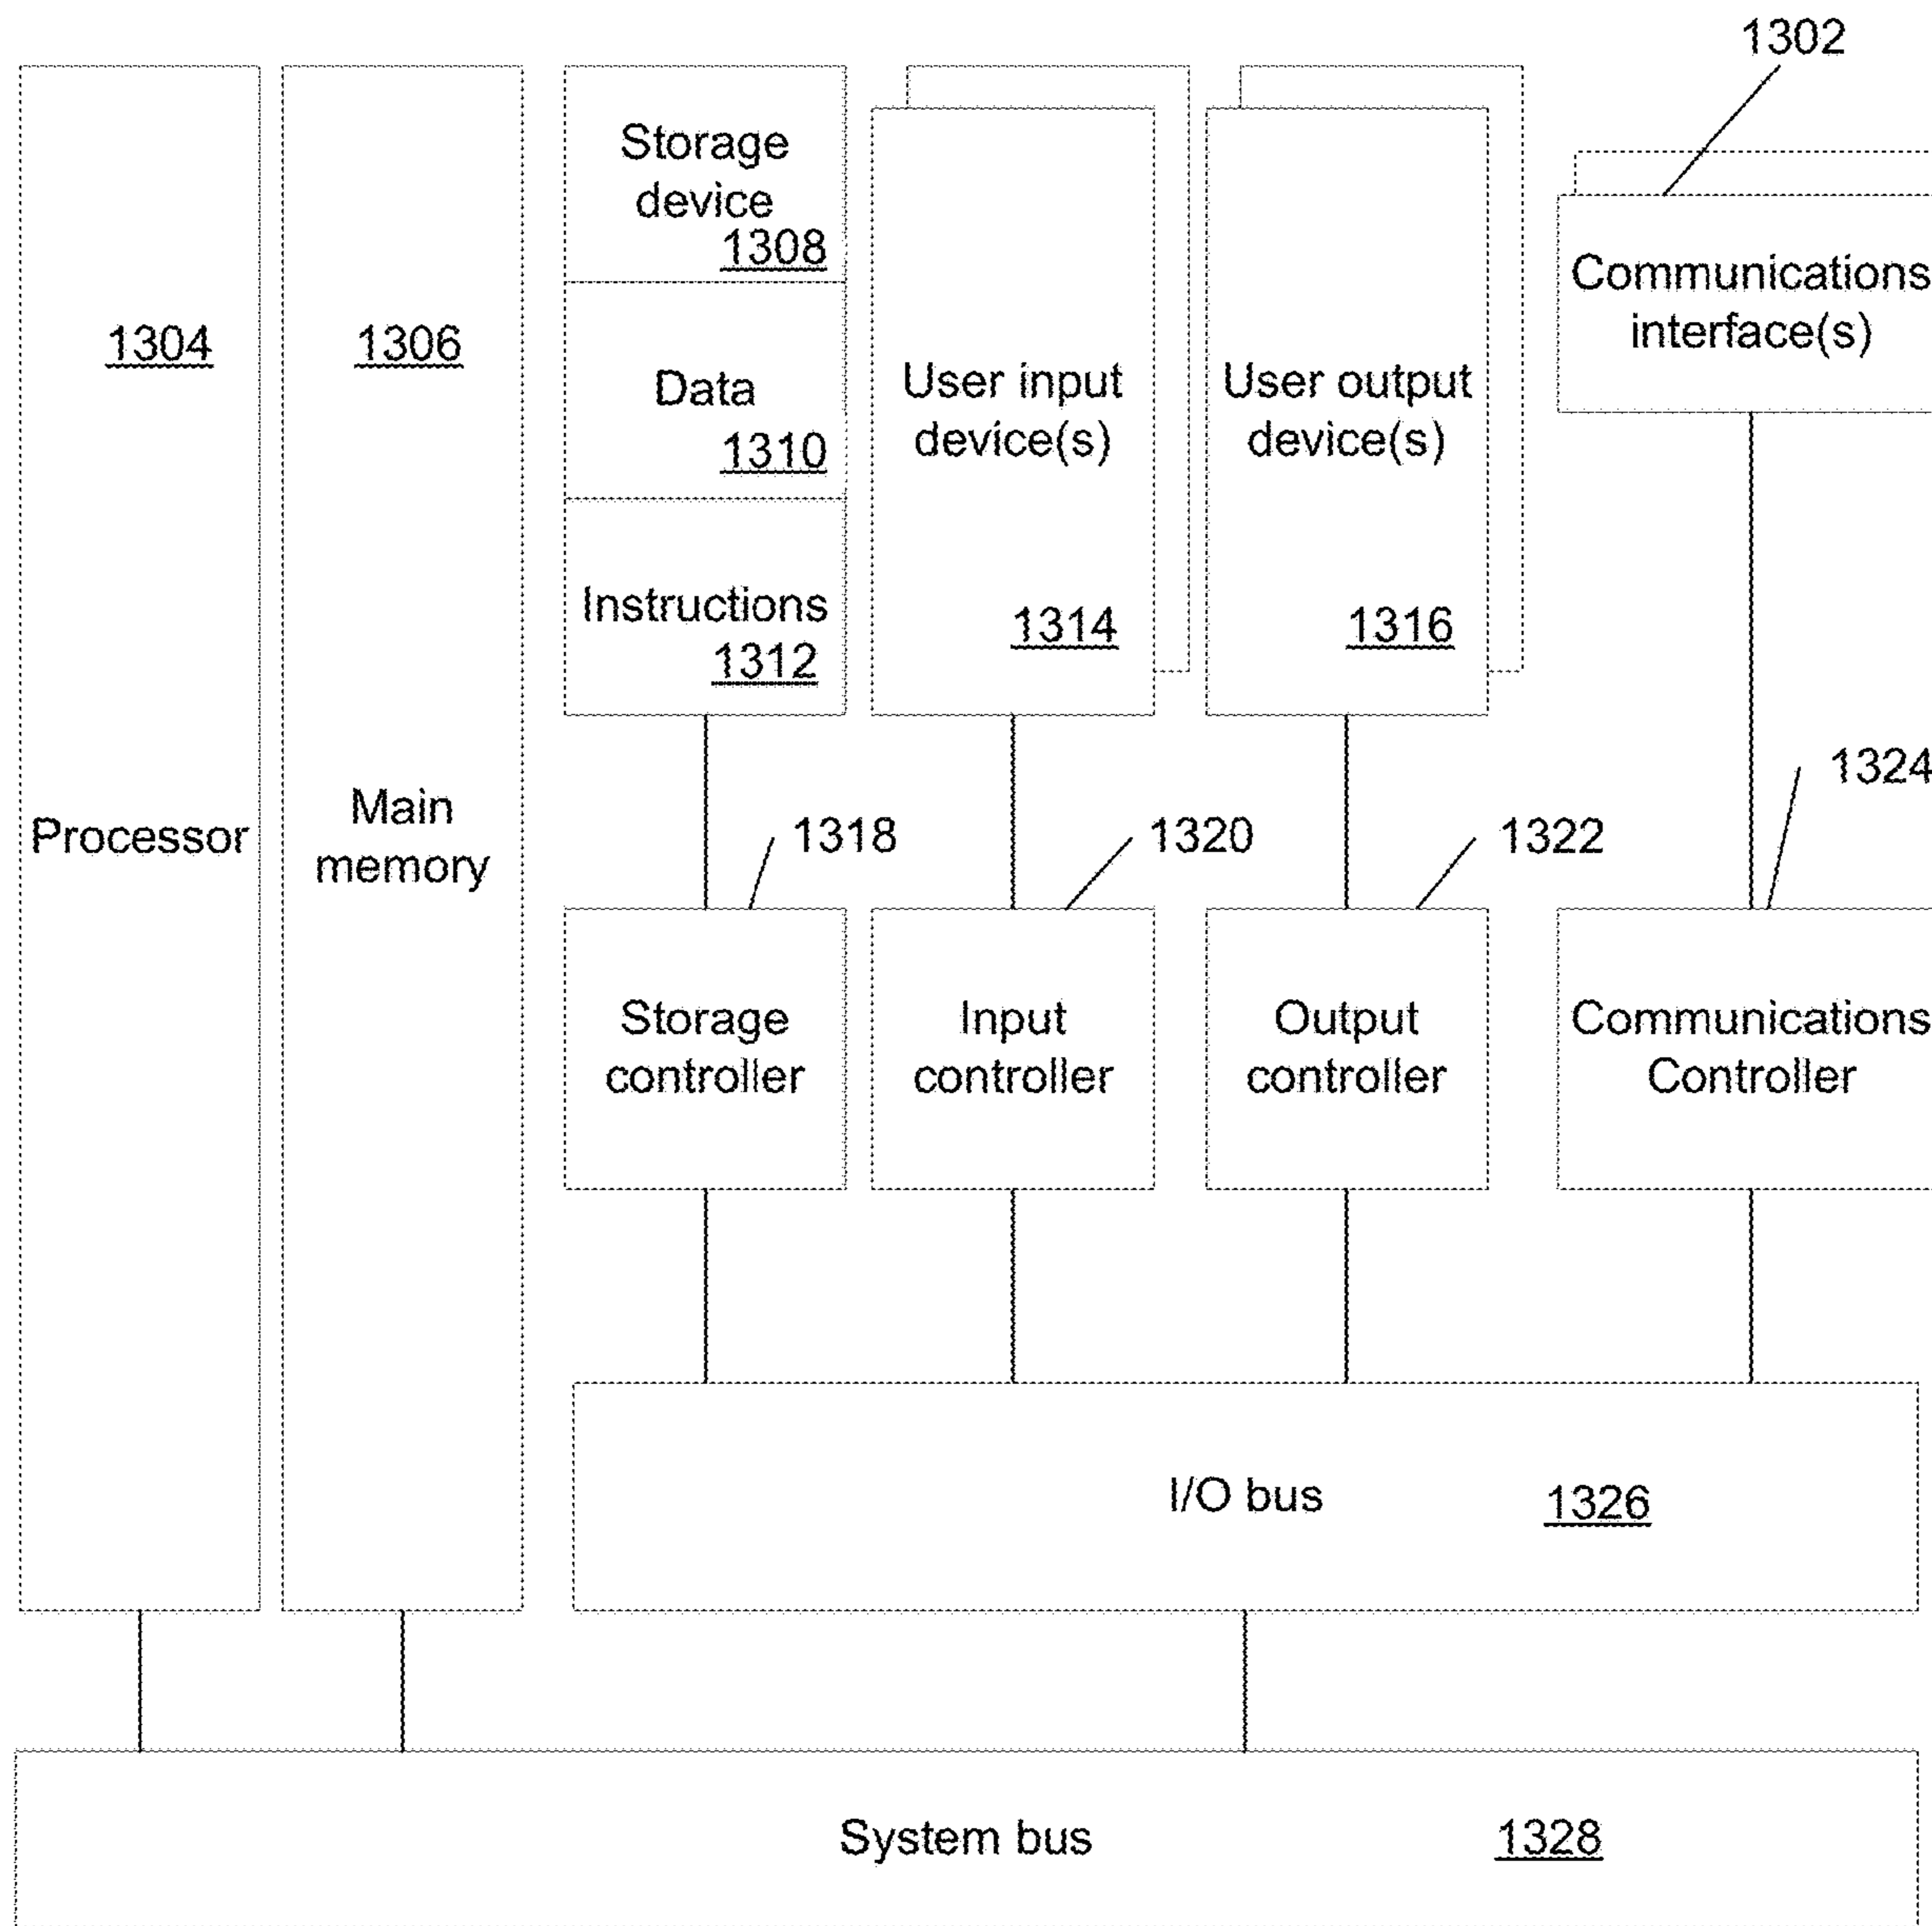 1302
Storage
device
1308
1304
1306
Communications
interface(s)
Data
1310
User input
device(s)
User output
device(s)
Instructions
1312
1314
1316
1324
Processor
Main
memory
1318
1320
1322
Storage
controller
Input
controller
Output
controller
Communications
Controller
I/O bus
1326
System bus
1328